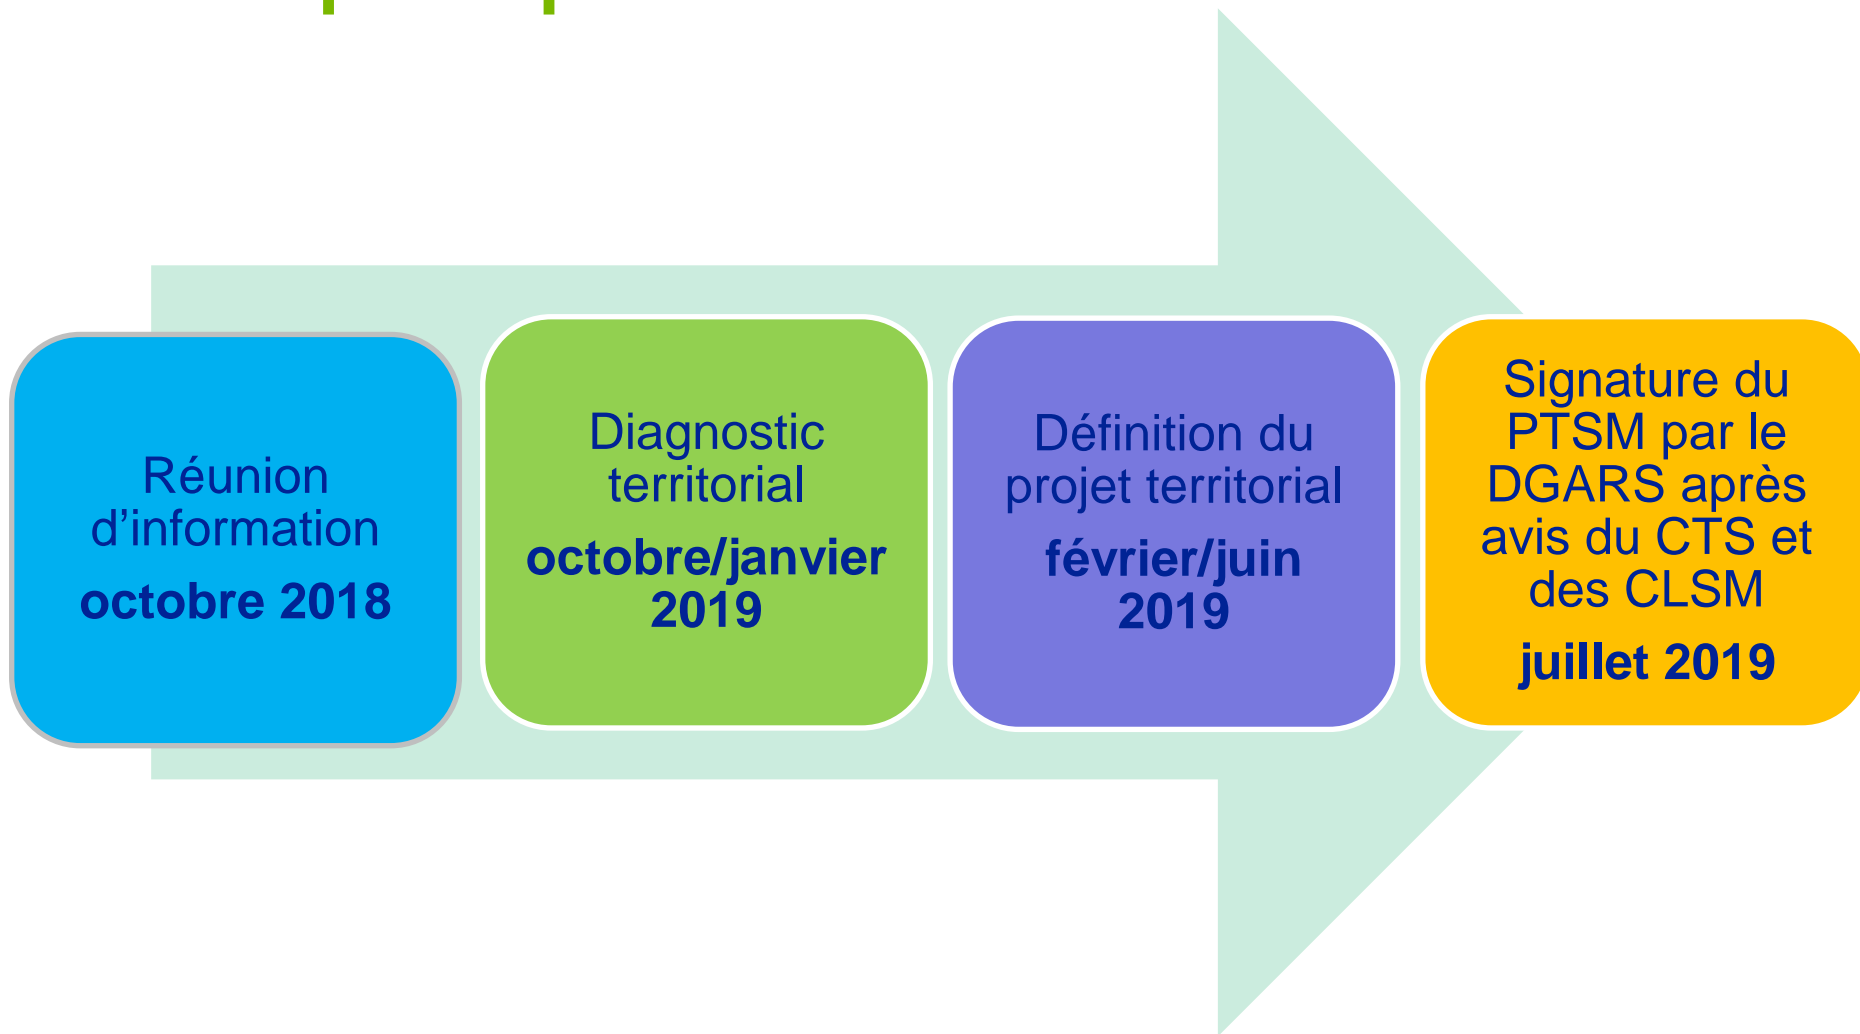 Réunion
d’information
octobre 2018
Diagnostic
territorial
octobre/janvier
2019
Définition du
projet territorial
février/juin
2019
Signature du
PTSM par le
DGARS après
avis du CTS et
des CLSM
juillet 2019